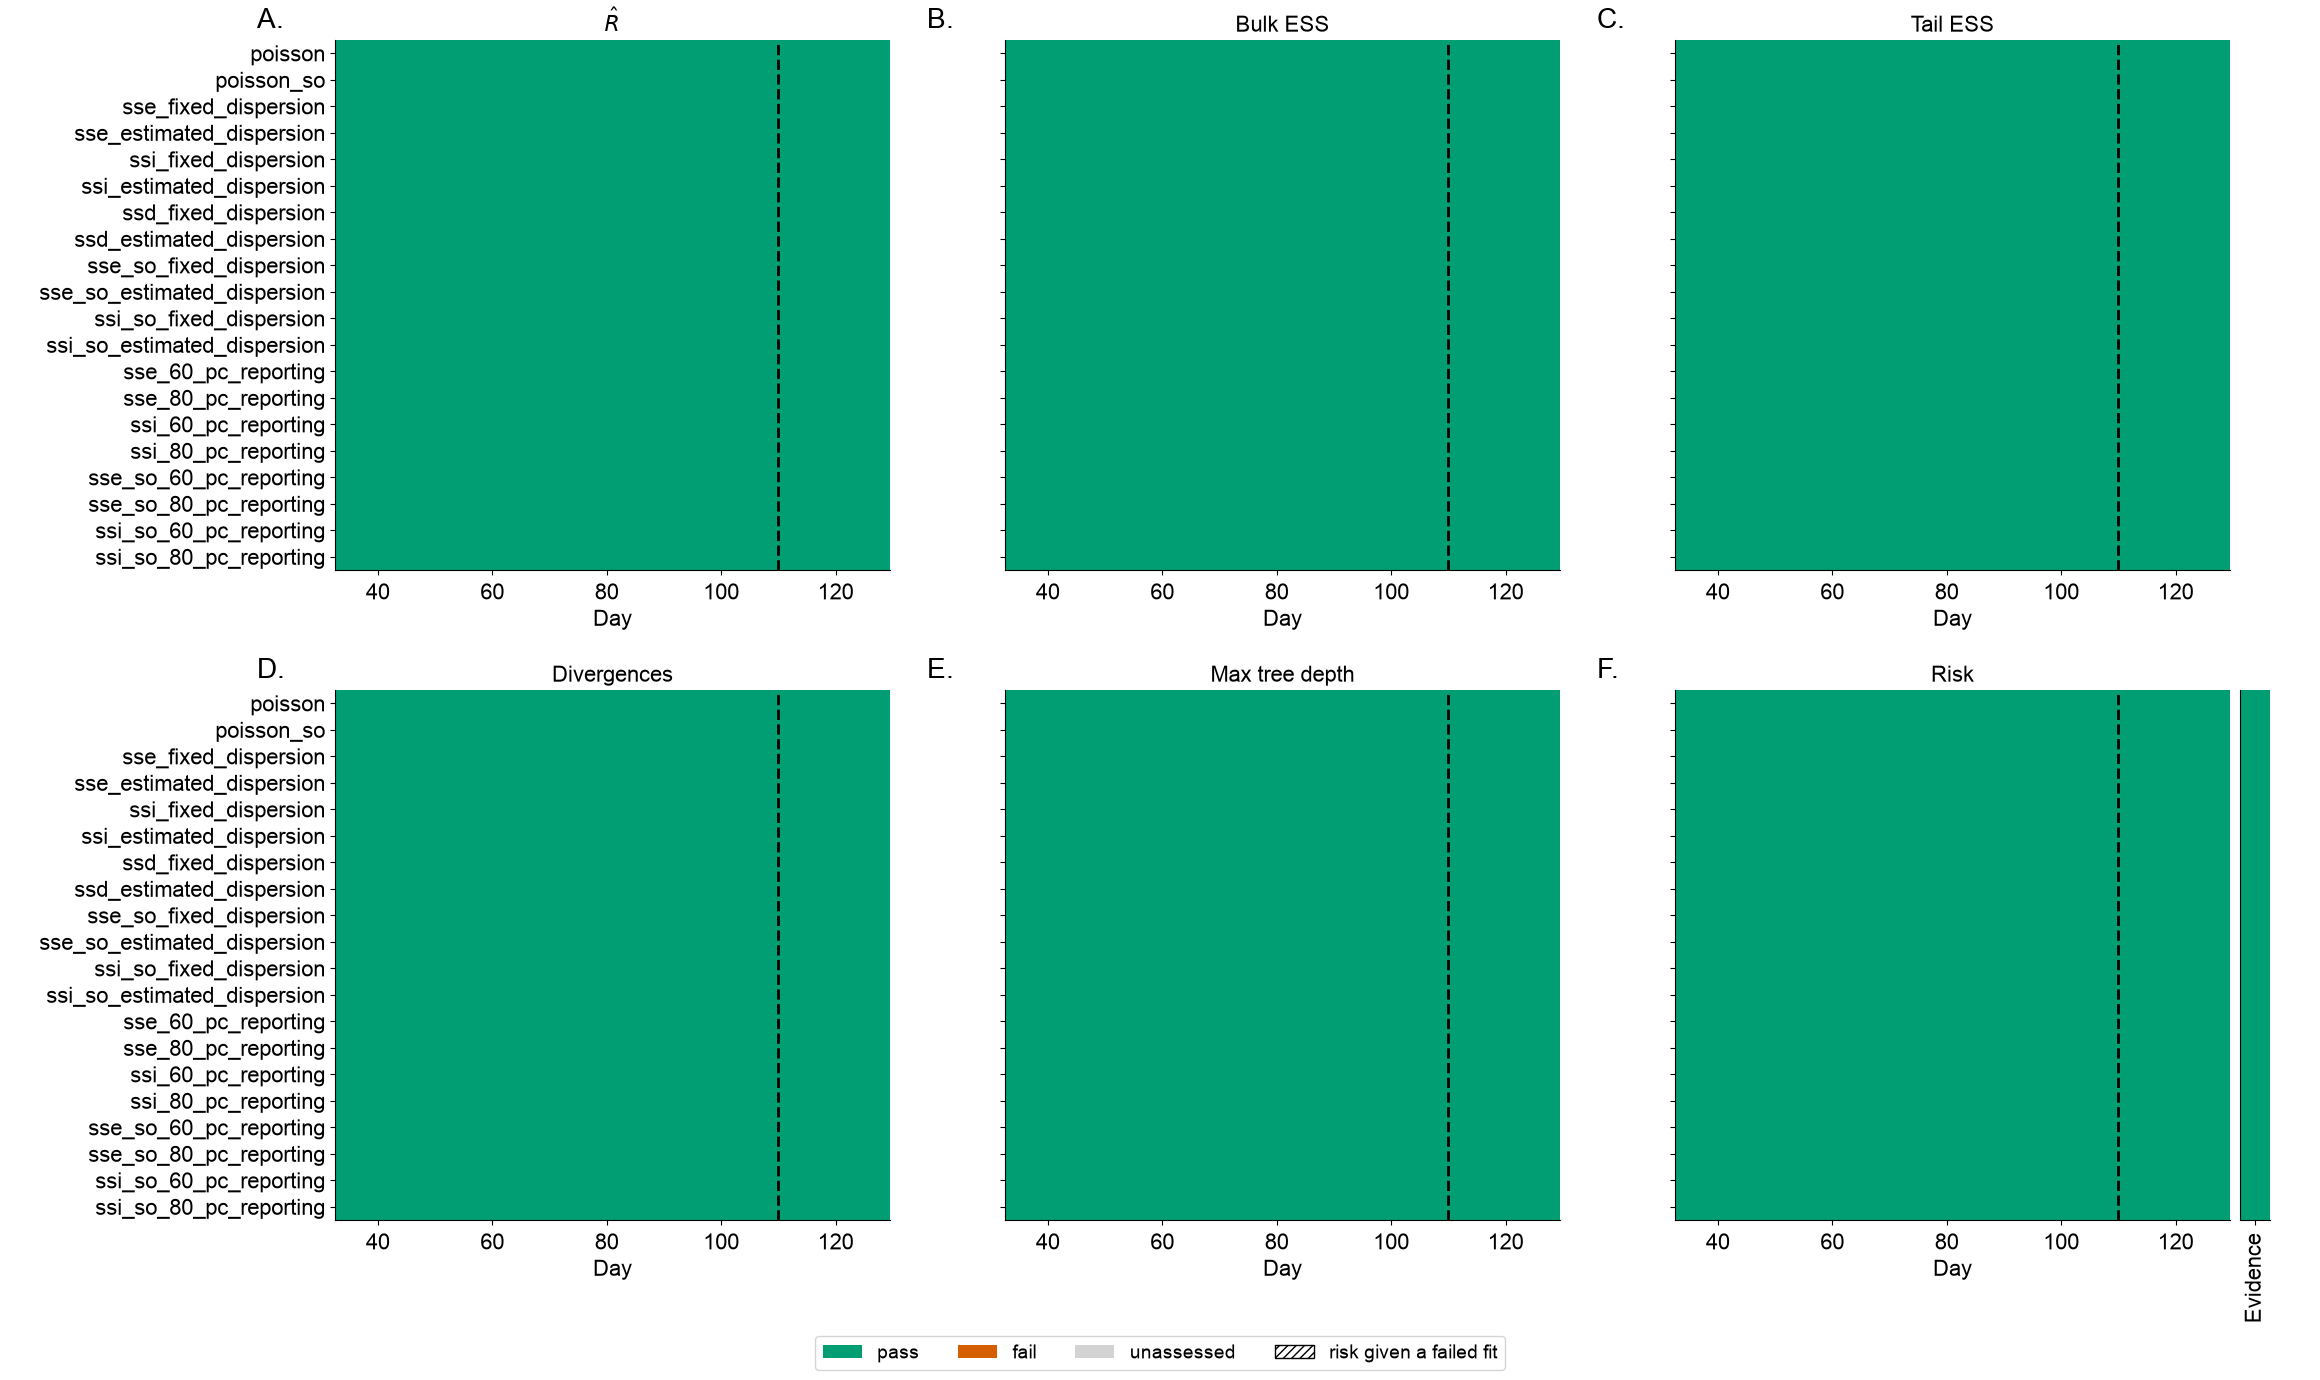 A.
R̂
B.
Bulk ESS
C.
Tail ESS
poisson
poisson_so
sse_fixed_dispersion
sse_estimated_dispersion
ssi_fixed_dispersion
ssi_estimated_dispersion
ssd_fixed_dispersion
ssd_estimated_dispersion
sse_so_fixed_dispersion
sse_so_estimated_dispersion
ssi_so_fixed_dispersion
ssi_so_estimated_dispersion
sse_60_pc_reporting
sse_80_pc_reporting
ssi_60_pc_reporting
ssi_80_pc_reporting
sse_so_60_pc_reporting
sse_so_80_pc_reporting
ssi_so_60_pc_reporting
ssi_so_80_pc_reporting
40 60 80 100 120
Day
40 60 80 100 120
Day
40 60 80 100 120
Day
D.
Divergences
E.
Max tree depth
F.
Risk
poisson
poisson_so
sse_fixed_dispersion
sse_estimated_dispersion
ssi_fixed_dispersion
ssi_estimated_dispersion
ssd_fixed_dispersion
ssd_estimated_dispersion
sse_so_fixed_dispersion
sse_so_estimated_dispersion
ssi_so_fixed_dispersion
ssi_so_estimated_dispersion
sse_60_pc_reporting
sse_80_pc_reporting
ssi_60_pc_reporting
ssi_80_pc_reporting
sse_so_60_pc_reporting
sse_so_80_pc_reporting
ssi_so_60_pc_reporting
ssi_so_80_pc_reporting
40 60 80 100 120
Day
40 60 80 100 120
Day
40 60 80 100 120
Day
Evidence
pass fail unassessed risk given a failed fit